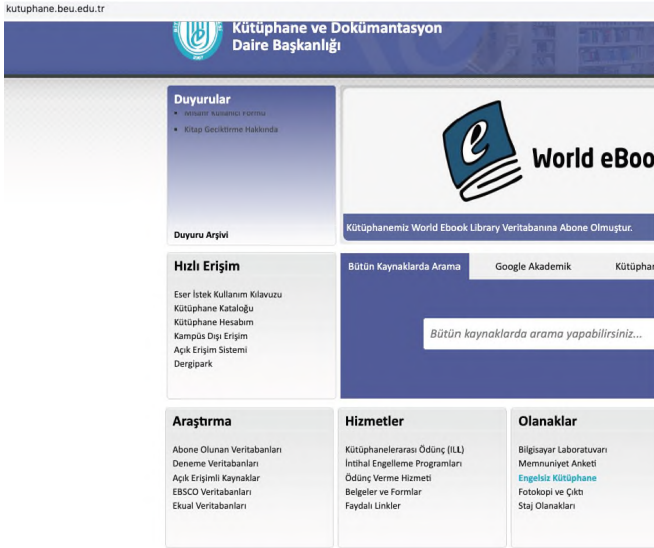 kutuphane.beu.edu.tr
Kütüphane ve Dokümantasyon
Daire Başkanlığı
Duyurular
• Misafir Kullanıcı Formu
• Kitap Geciktirme Hakkında
Duyuru Arşivi
World eBoo
Kütüphanemiz World Ebook Library Veritabanına Abone Olmuştur.
Hızlı Erişim
Eser İstek Kullanım Kılavuzu
Kütüphane Kataloğu
Kütüphane Hesabım
Kampüs Dışı Erişim
Açık Erişim Sistemi
Dergipark
Bütün Kaynaklarda Arama
Google Akademik
Kütüphan
Bütün kaynaklarda arama yapabilirsiniz...
Araştırma
Abone Olunan Veritabanları
Deneme Veritabanları
Açık Erişimli Kaynaklar
EBSCO Veritabanları
Ekual Veritabanları
Hizmetler
Kütüphanelerarası Ödünç (ILL)
İntihal Engelleme Programları
Ödünç Verme Hizmeti
Belgeler ve Formlar
Faydalı Linkler
Olanaklar
Bilgisayar Laboratuvarı
Memnuniyet Anketi
Engelsiz Kütüphane
Fotokopi ve Çıktı
Staj Olanakları